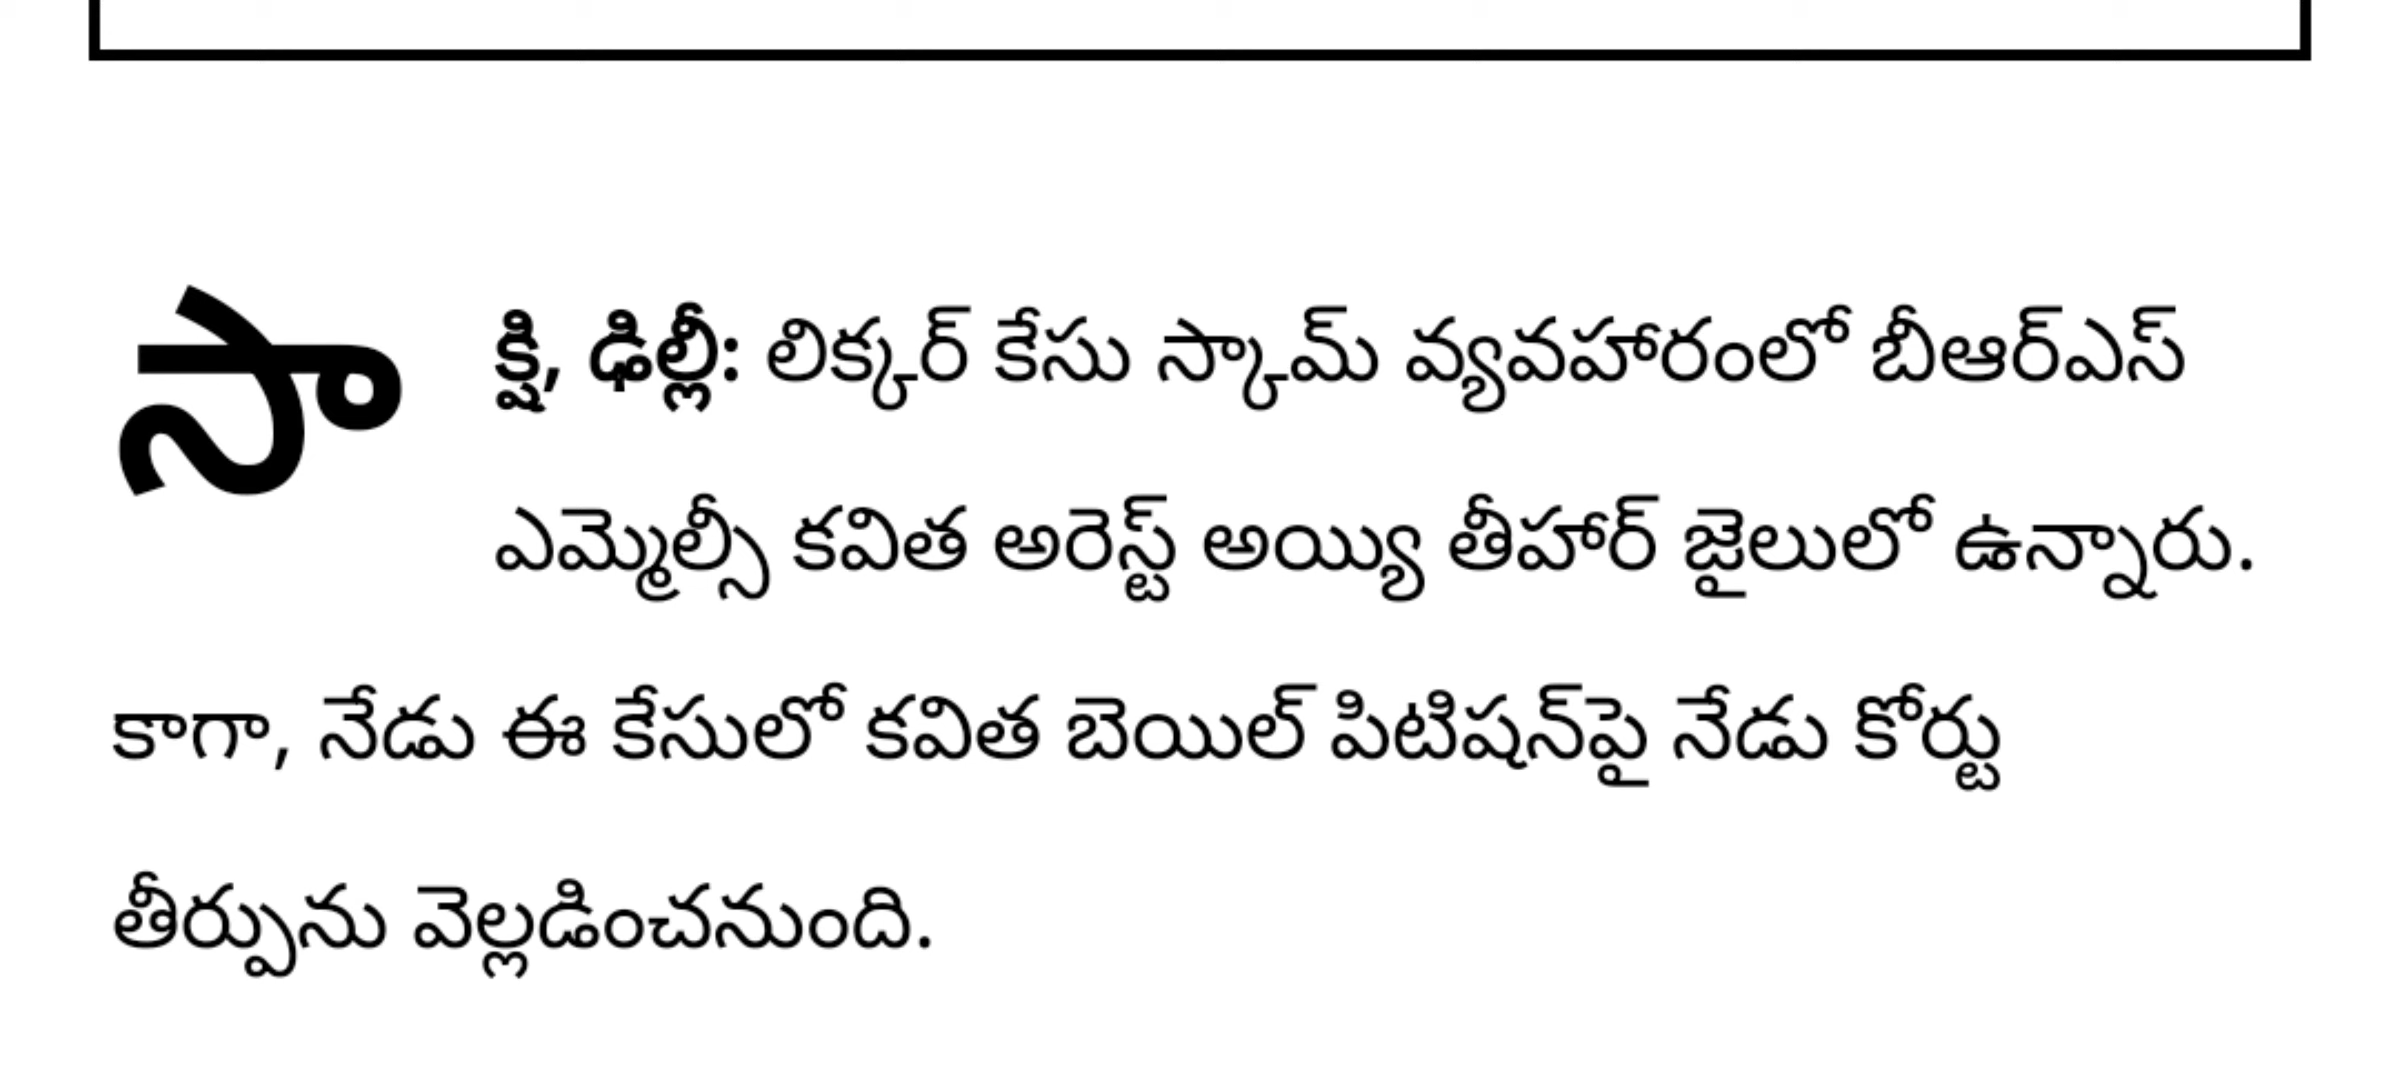 సాక్షి, ఢిల్లీ: లిక్కర్ కేసు స్కామ్ వ్యవహారంలో బీఆర్ఎస్
ఎమ్మెల్సీ కవిత అరెస్ట్ అయ్యి తీహార్ జైలులో ఉన్నారు.
కాగా, నేడు ఈ కేసులో కవిత బెయిల్ పిటిషన్‌పై నేడు కోర్టు
తీర్పును వెల్లడించనుంది.